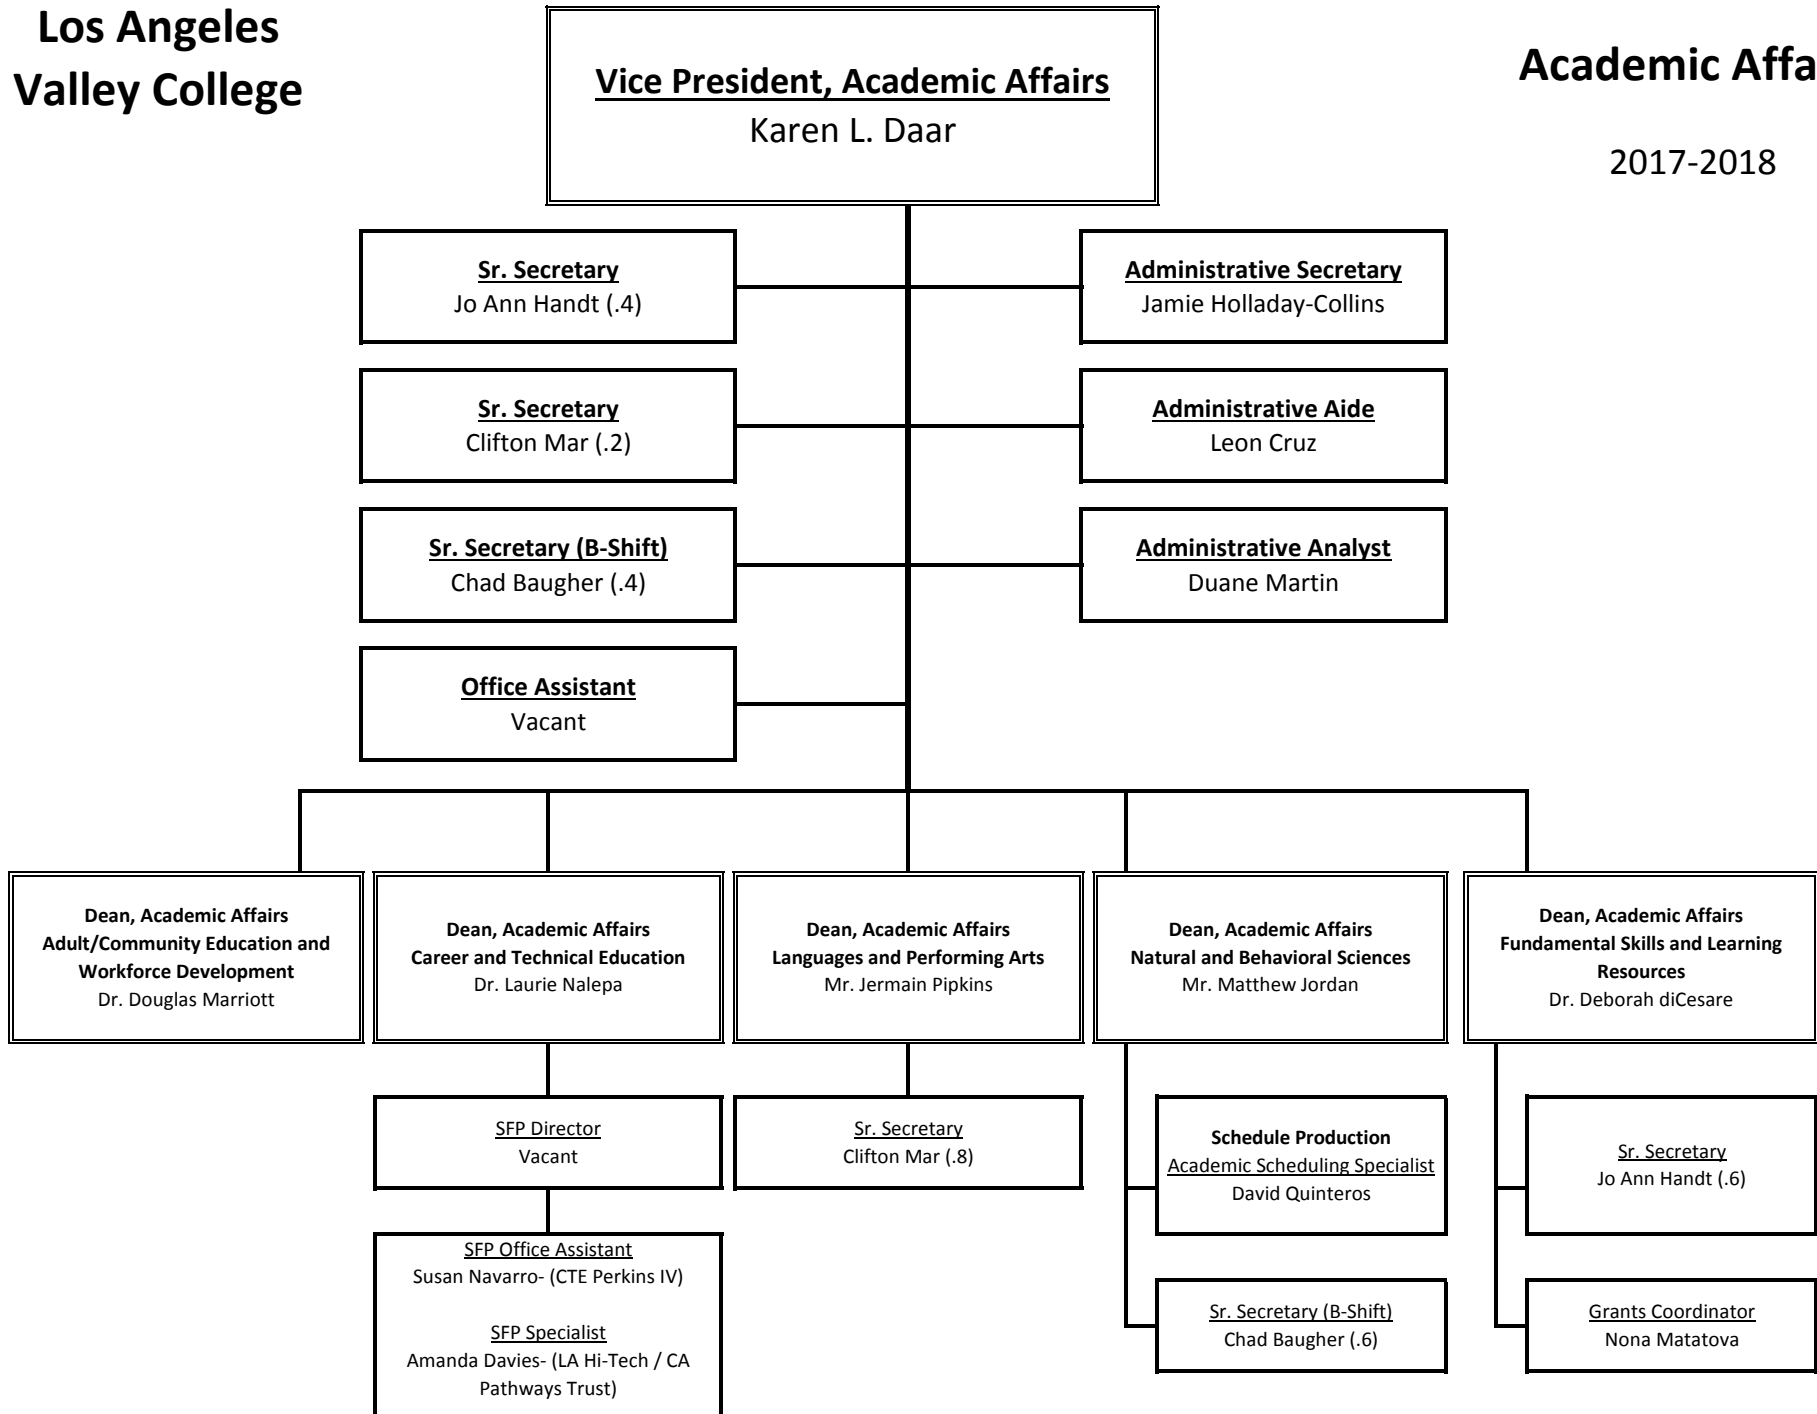 Los Angeles
Valley College
Vice President, Academic Affairs
Karen L. Daar
Academic Affa
2017-2018
Sr. Secretary
Jo Ann Handt (.4)
Administrative Secretary
Jamie Holladay-Collins
Sr. Secretary
Clifton Mar (.2)
Administrative Aide
Leon Cruz
Sr. Secretary (B-Shift)
Chad Baugher (.4)
Administrative Analyst
Duane Martin
Office Assistant
Vacant
Dean, Academic Affairs
Adult/Community Education and
Workforce Development
Dr. Douglas Marriott
Dean, Academic Affairs
Career and Technical Education
Dr. Laurie Nalepa
Dean, Academic Affairs
Languages and Performing Arts
Mr. Jermain Pipkins
Dean, Academic Affairs
Natural and Behavioral Sciences
Mr. Matthew Jordan
Dean, Academic Affairs
Fundamental Skills and Learning
Resources
Dr. Deborah diCesare
SFP Director
Vacant
Sr. Secretary
Clifton Mar (.8)
Schedule Production
Academic Scheduling Specialist
David Quinteros
Sr. Secretary
Jo Ann Handt (.6)
SFP Office Assistant
Susan Navarro- (CTE Perkins IV)
SFP Specialist
Amanda Davies- (LA Hi-Tech / CA
Pathways Trust)
Sr. Secretary (B-Shift)
Chad Baugher (.6)
Grants Coordinator
Nona Matatova